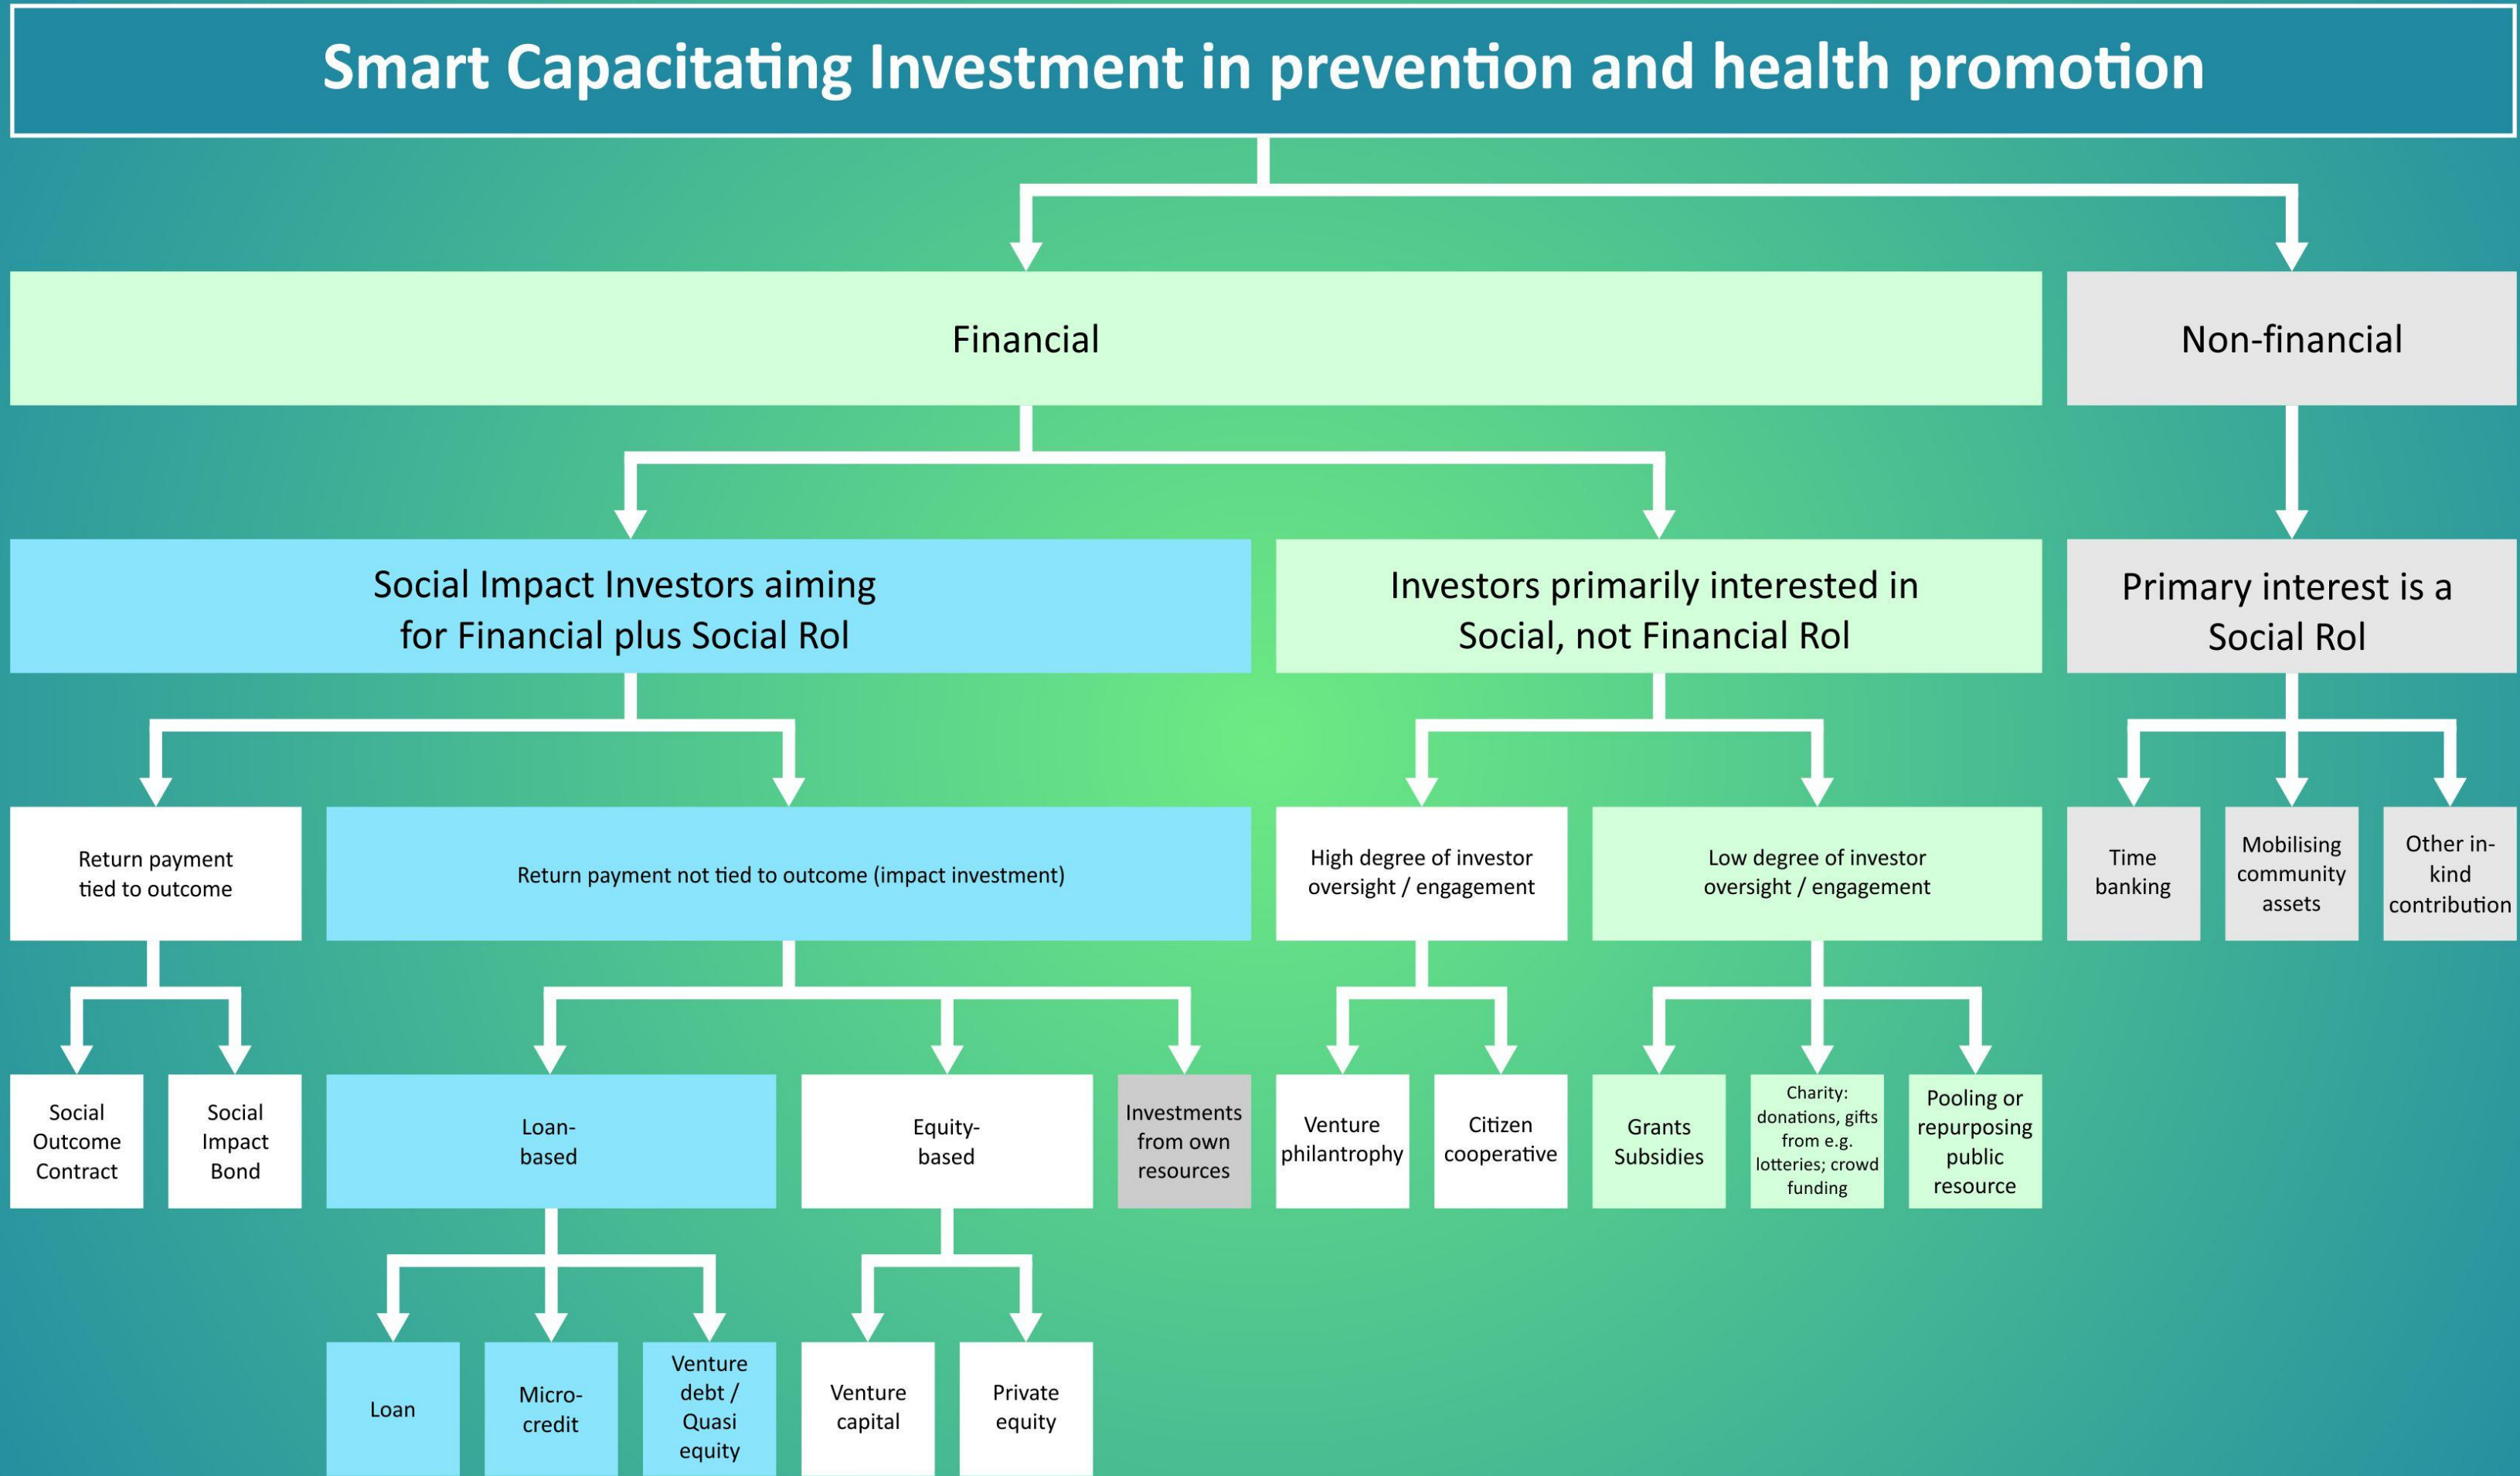 Smart Capacitating Investment in prevention and health promotion
Financial
Non-financial
Social Impact Investors aiming
for Financial plus Social RoI
Investors primarily interested in
Social, not Financial RoI
Primary interest is a
Social RoI
Return payment
tied to outcome
Return payment not tied to outcome (impact investment)
High degree of investor
oversight / engagement
Low degree of investor
oversight / engagement
Time
banking
Mobilising
community
assets
Other in-
kind
contribution
Social
Outcome
Contract
Social
Impact
Bond
Loan-
based
Equity-
based
Investments
from own
resources
Venture
philantrophy
Citizen
cooperative
Grants
Subsidies
Charity:
donations, gifts
from e.g.
lotteries; crowd
funding
Pooling or
repurposing
public
resource
Loan
Micro-
credit
Venture
debt /
Quasi
equity
Venture
capital
Private
equity